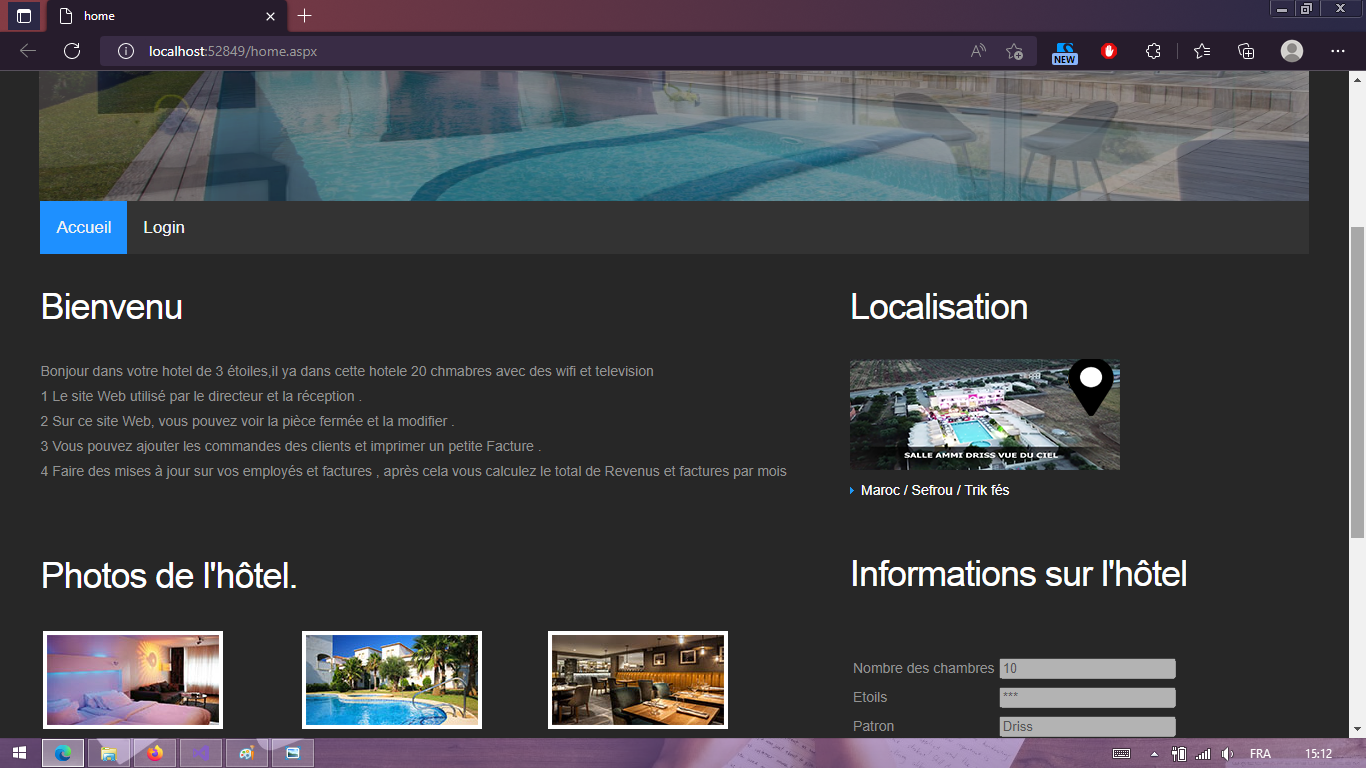 home
localhost:52849/home.aspx
NEW
Accueil Login
Bienvenu
Bonjour dans votre hotel de 3 étoiles,il ya dans cette hotele 20 chmabres avec des wifi et television
1 Le site Web utilisé par le directeur et la réception .
2 Sur ce site Web, vous pouvez voir la pièce fermée et la modifier .
3 Vous pouvez ajouter les commandes des clients et imprimer un petite Facture .
4 Faire des mises à jour sur vos employés et factures , après cela vous calculez le total de Revenus et factures par mois
Localisation
SALLE AMMI DRISS VUE DU CIEL
Maroc / Sefrou / Trik fés
Photos de l'hôtel.
Informations sur l'hôtel
Nombre des chambres 10
Etoils ***
Patron Driss
FRA 15:12